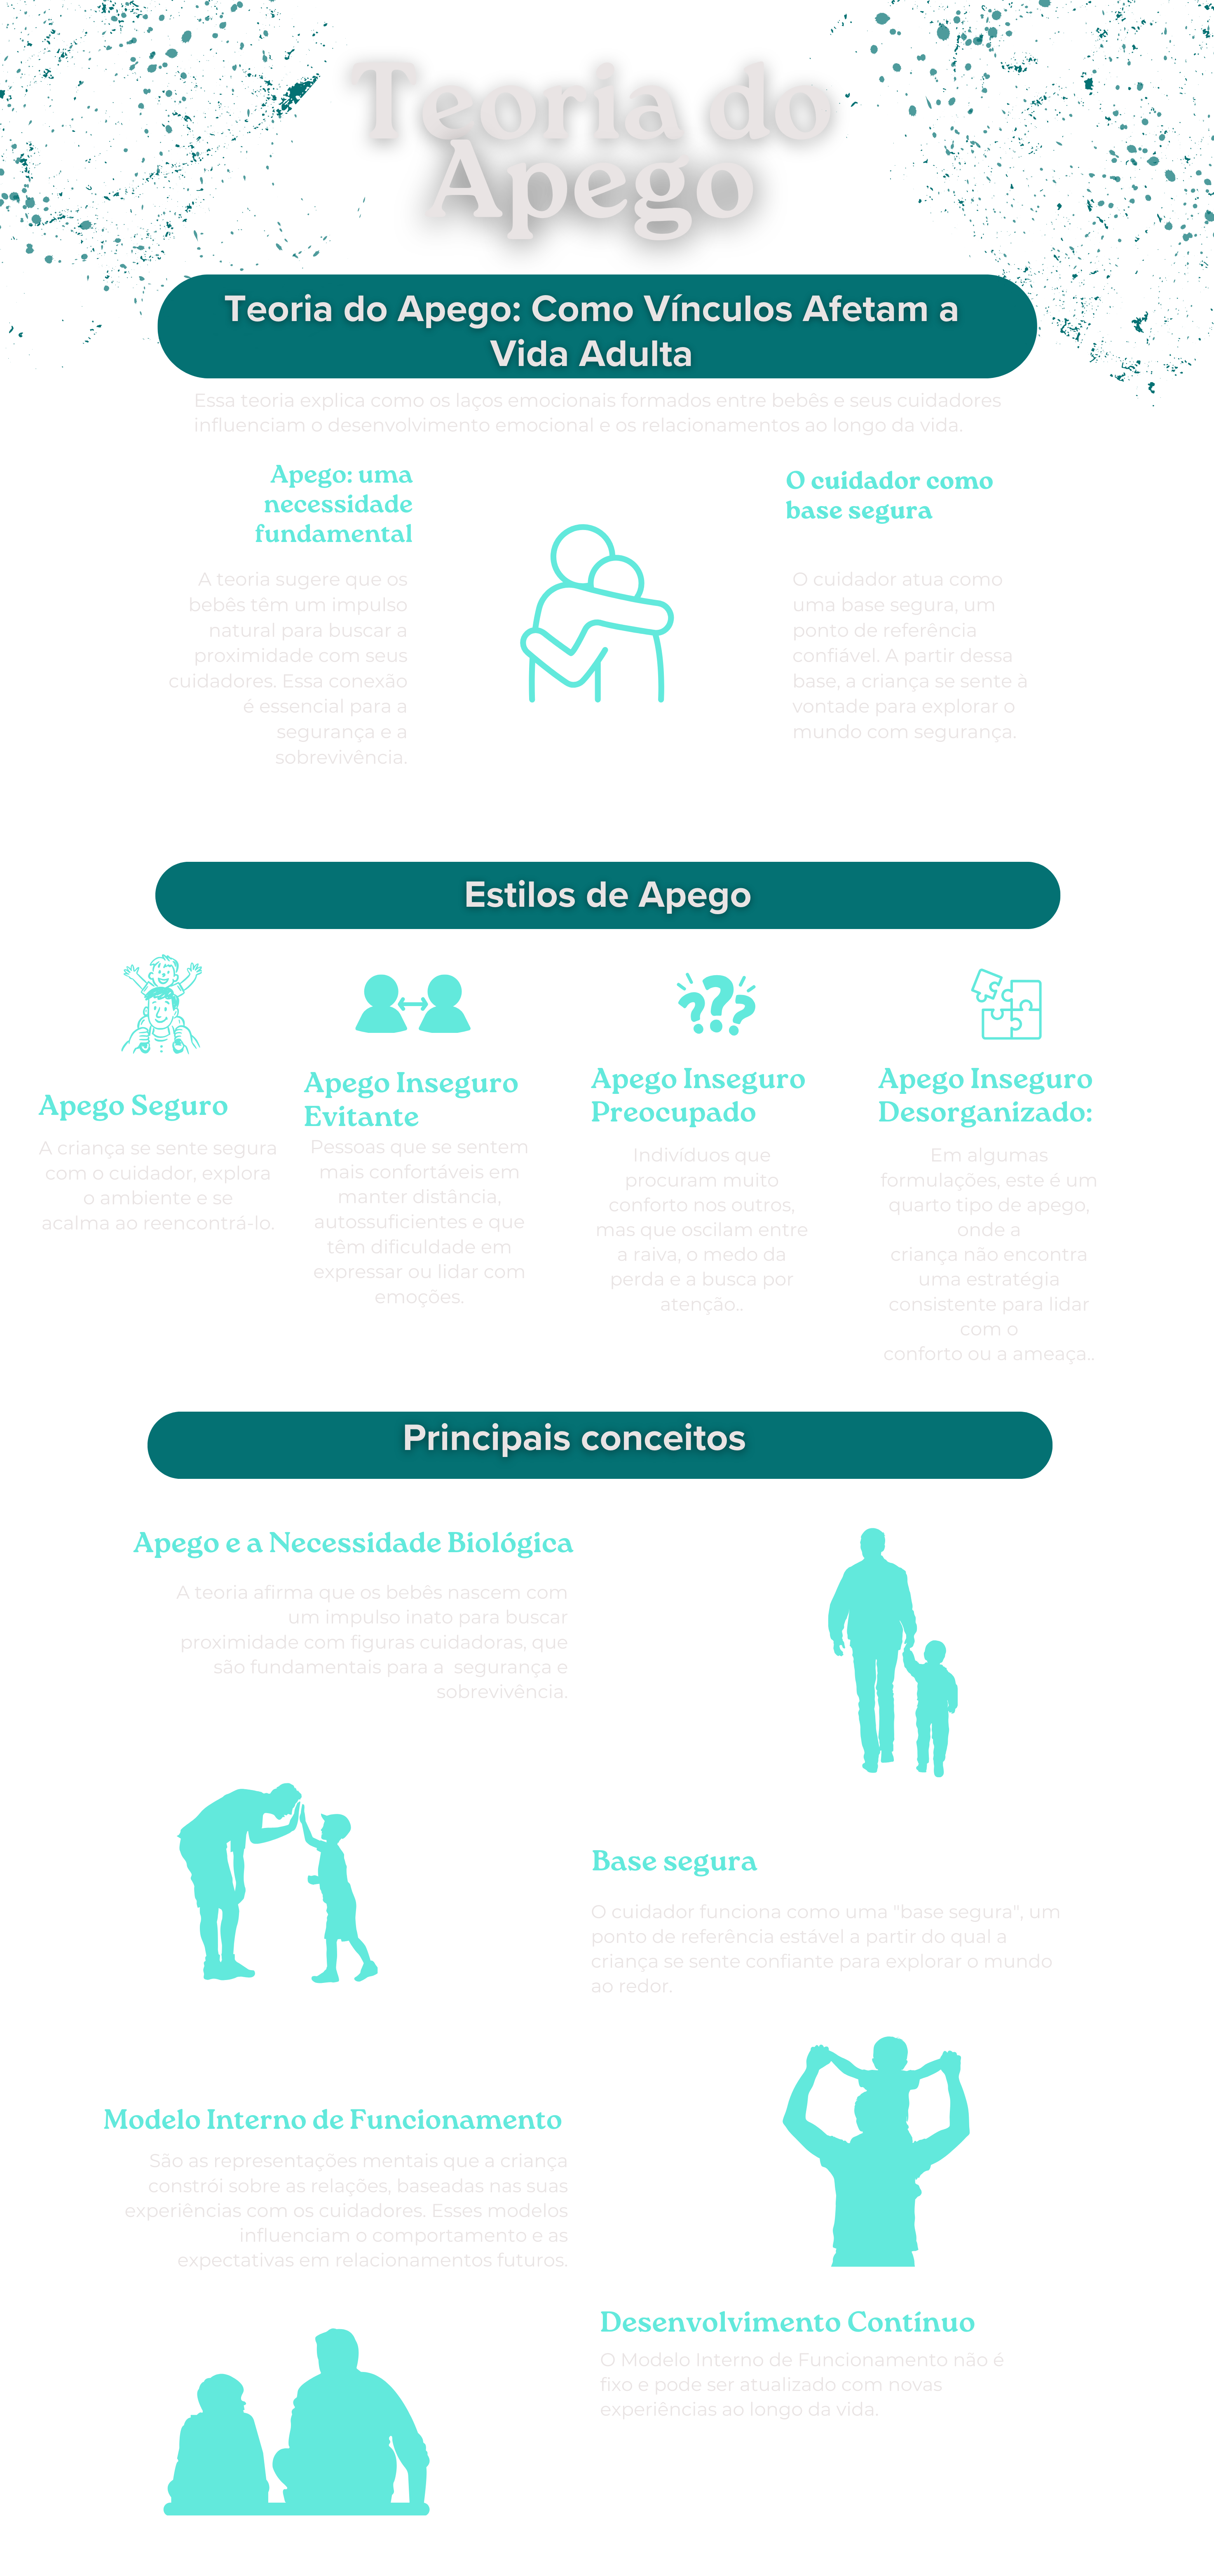 Teoria do
Apego
Teoria do Apego: Como Vínculos Afetam a
Vida Adulta
Essa teoria explica como os laços emocionais formados entre bebês e seus cuidadores
influenciam o desenvolvimento emocional e os relacionamentos ao longo da vida.
Apego: uma
necessidade
fundamental
A teoria sugere que os
bebês têm um impulso
natural para buscar a
proximidade com seus
cuidadores. Essa conexão
é essencial para a
segurança e a
sobrevivência.
O cuidador como
base segura
O cuidador atua como
uma base segura, um
ponto de referência
confiável. A partir dessa
base, a criança se sente à
vontade para explorar o
mundo com segurança.
Estilos de Apego
Apego Seguro
A criança se sente segura
com o cuidador, explora
o ambiente e se
acalma ao reencontrá-lo.
Apego Inseguro
Evitante
Pessoas que se sentem
mais confortáveis em
manter distância,
autossuficientes e que
têm dificuldade em
expressar ou lidar com
emoções.
Apego Inseguro
Preocupado
Indivíduos que
procuram muito
conforto nos outros,
mas que oscilam entre
a raiva, o medo da
perda e a busca por
atenção..
Apego Inseguro
Desorganizado:
Em algumas
formulações, este é um
quarto tipo de apego,
onde a
criança não encontra
uma estratégia
consistente para lidar
com o
conforto ou a ameaça..
Principais conceitos
Apego e a Necessidade Biológica
A teoria afirma que os bebês nascem com
um impulso inato para buscar
proximidade com figuras cuidadoras, que
são fundamentais para a  segurança e
sobrevivência.
Base segura
O cuidador funciona como uma "base segura", um
ponto de referência estável a partir do qual a
criança se sente confiante para explorar o mundo
ao redor.
Modelo Interno de Funcionamento
São as representações mentais que a criança
constrói sobre as relações, baseadas nas suas
experiências com os cuidadores. Esses modelos
influenciam o comportamento e as
expectativas em relacionamentos futuros.
Desenvolvimento Contínuo
O Modelo Interno de Funcionamento não é
fixo e pode ser atualizado com novas
experiências ao longo da vida.